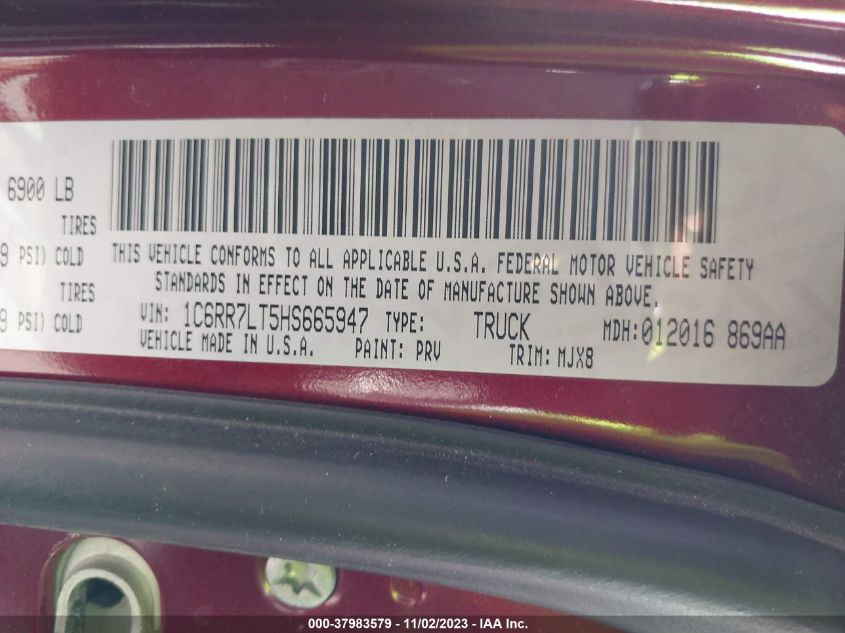 6900 LB
TIRES
9 PSI) COLD
TIRES
9 PSI) COLD
THIS VEHICLE CONFORMS TO ALL APPLICABLE U.S.A. FEDERAL MOTOR VEHICLE SAFETY
STANDARDS IN EFFECT ON THE DATE OF MANUFACTURE SHOWN ABOVE.
VIN: 1C6RR7LT5HS665947 TYPE: TRUCK MDH: 012016 869AA
VEHICLE MADE IN U.S.A. PAINT: PRV TRIM: MJX8
000-37983579 - 11/02/2023 - IAA Inc.